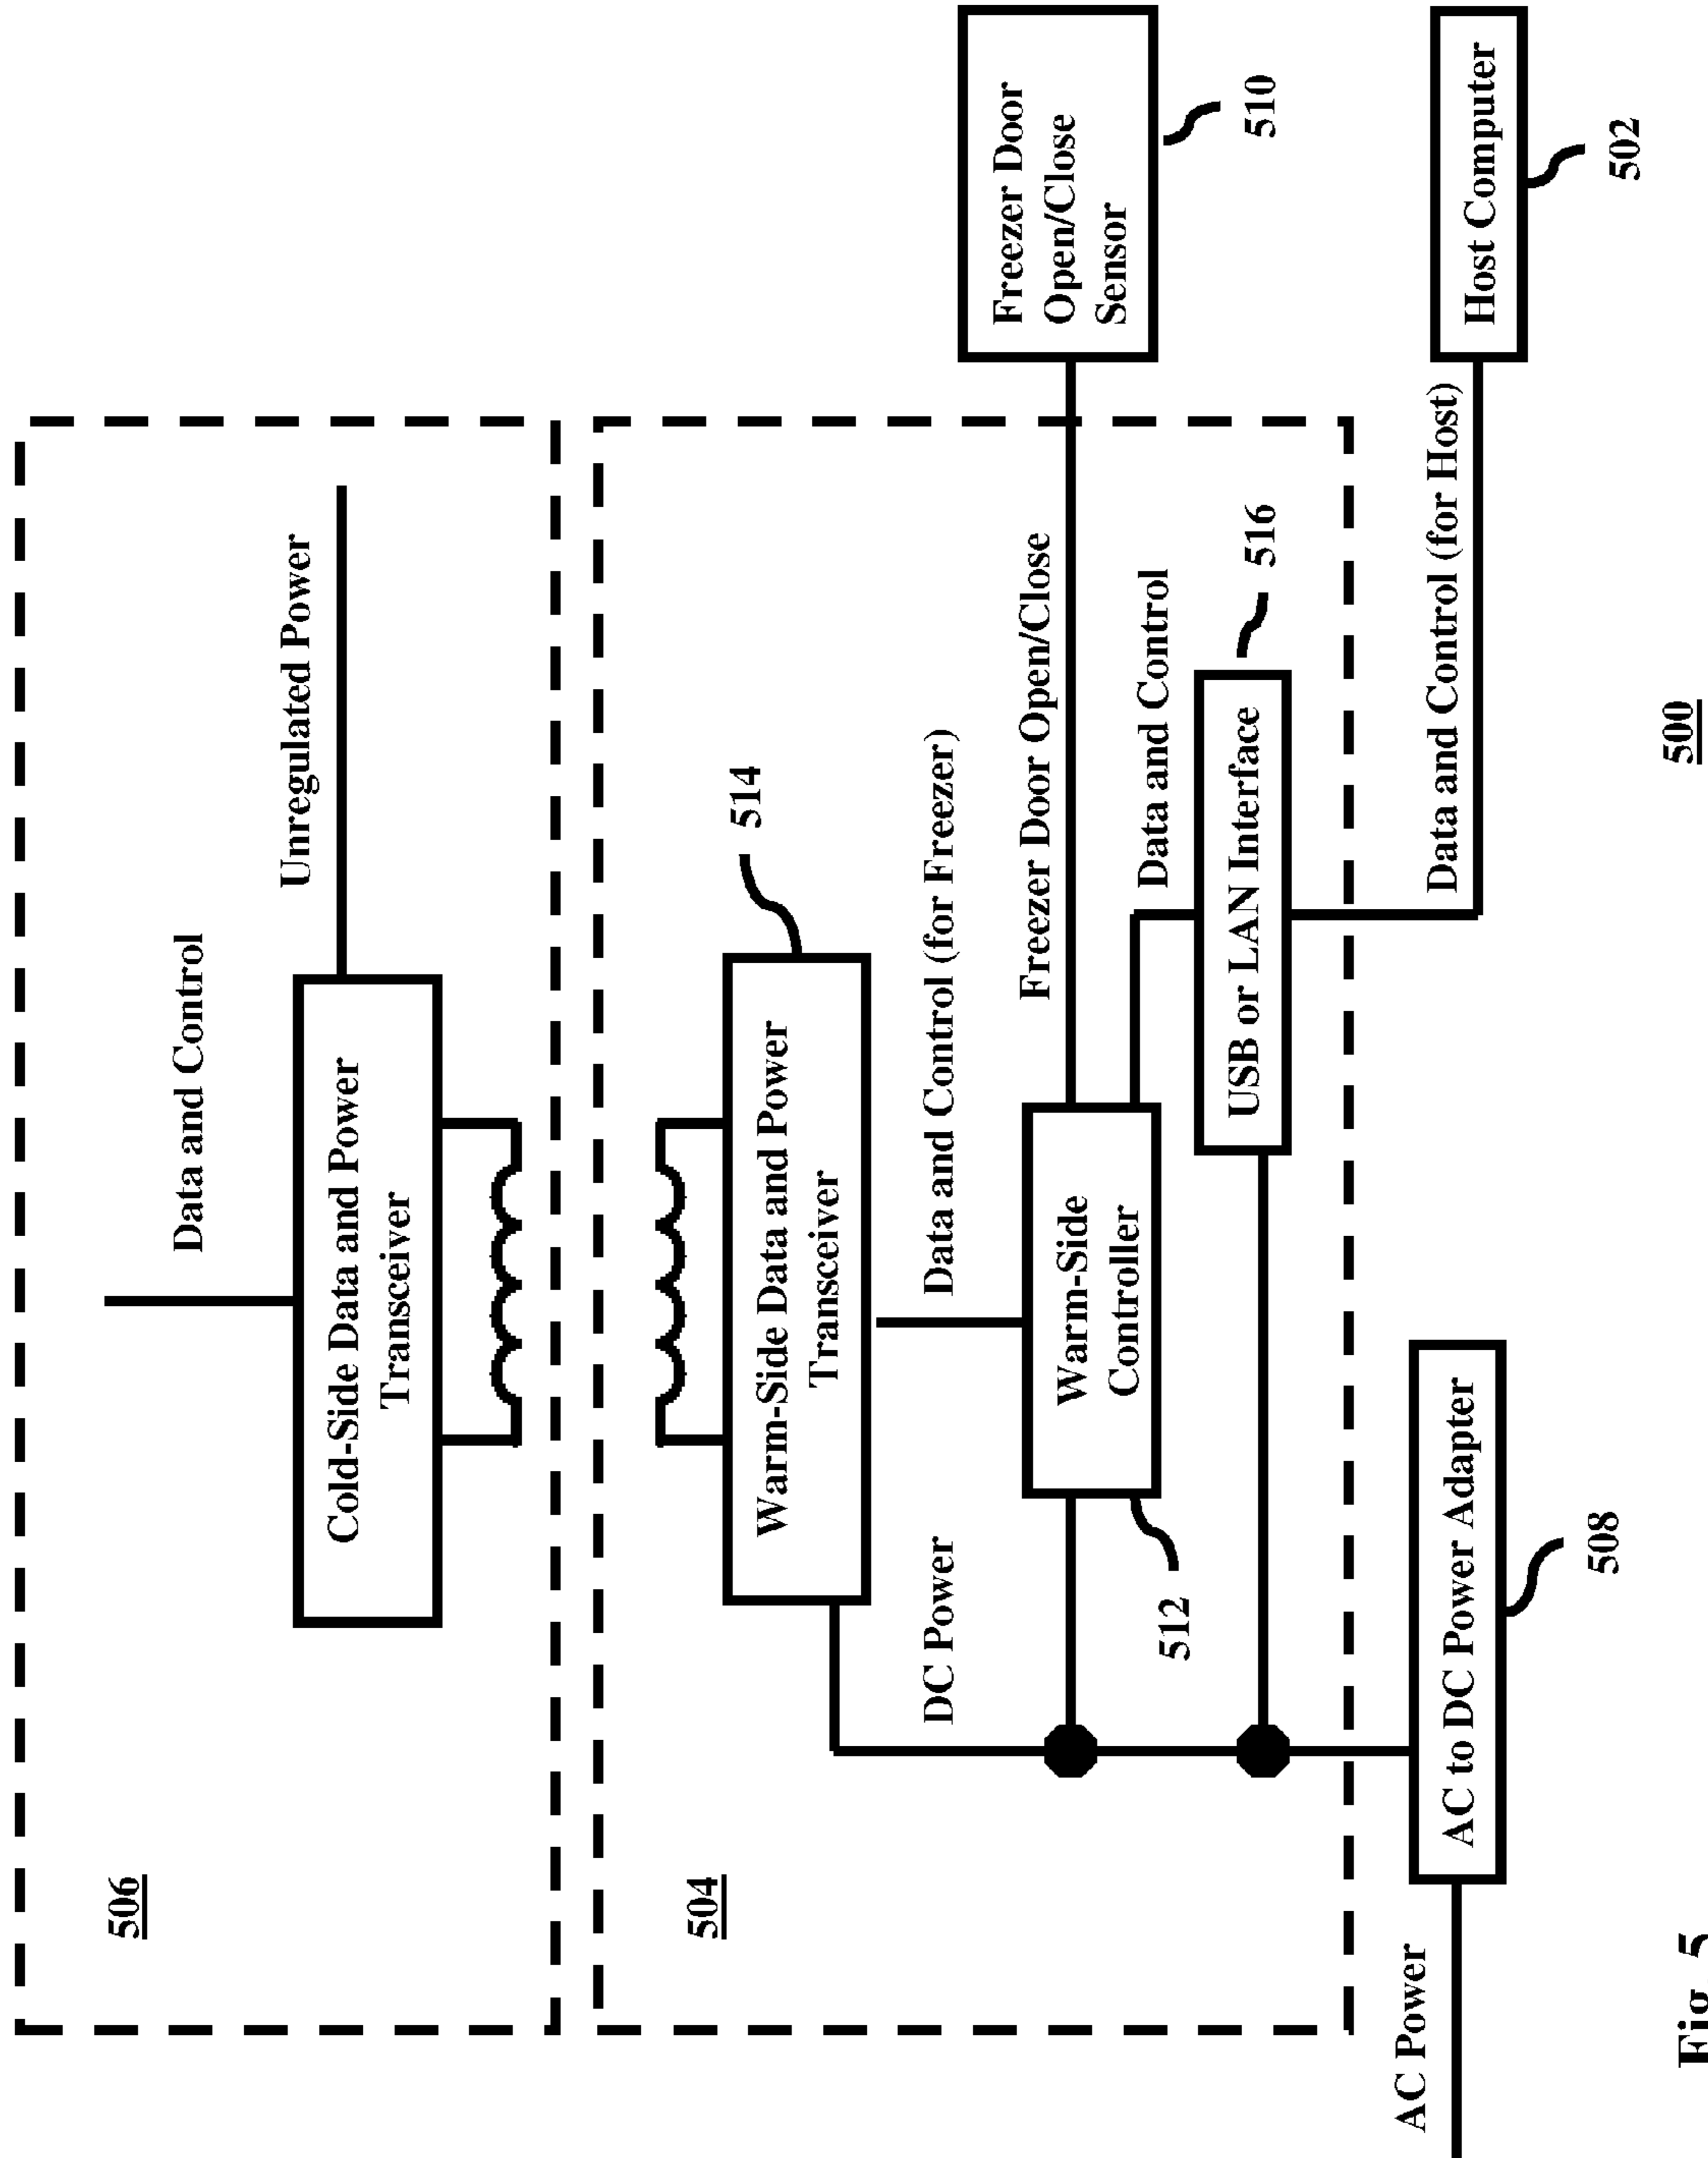 506
Data and Control
Unregulated Power
Cold-Side Data and Power
Transceiver
504
514
Warm-Side Data and Power
Transceiver
DC Power
Data and Control (for Freezer)
Freezer Door Open/Close
Freezer Door
Open/Close
Sensor
510
Warm-Side
Controller
512
Data and Control
516
USB or LAN Interface
AC Power
AC to DC Power Adapter
508
Data and Control (for Host)
Host Computer
502
500
Fig. 5